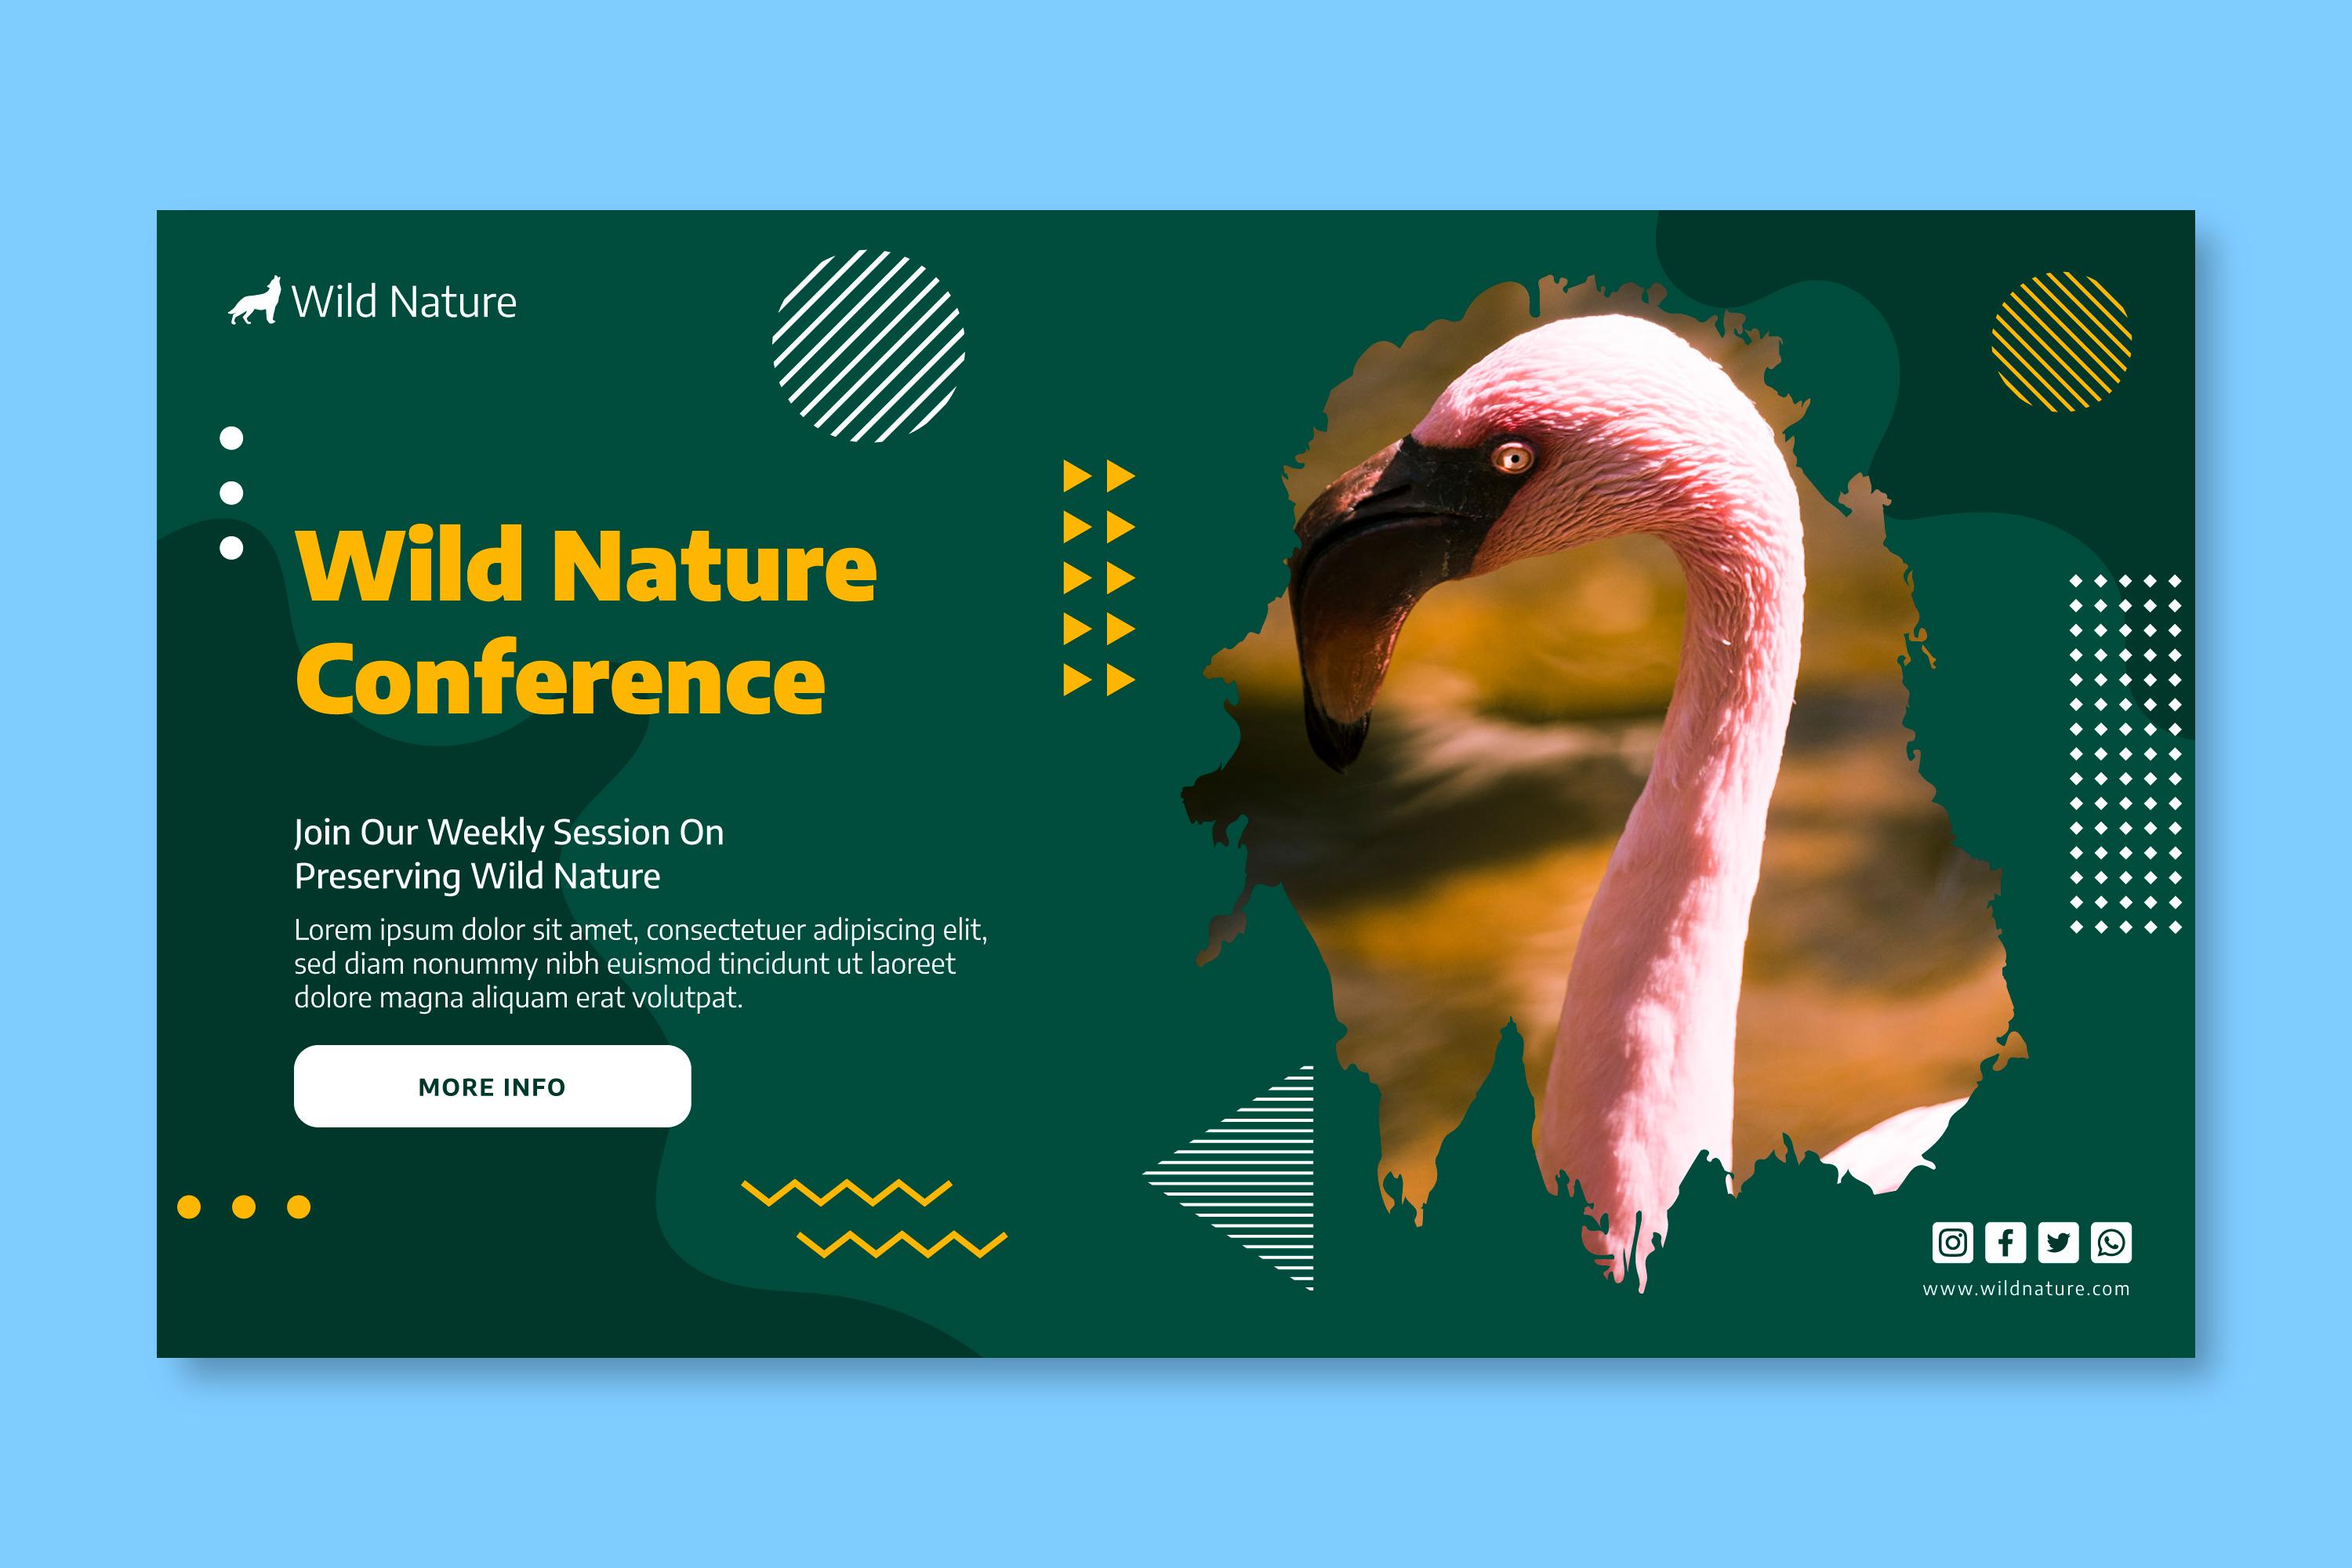 Wild Nature
Wild Nature
Conference
Join Our Weekly Session On
Preserving Wild Nature
Lorem ipsum dolor sit amet, consectetuer adipiscing elit,
sed diam nonummy nibh euismod tincidunt ut laoreet
dolore magna aliquam erat volutpat.
MORE INFO
www.wildnature.com